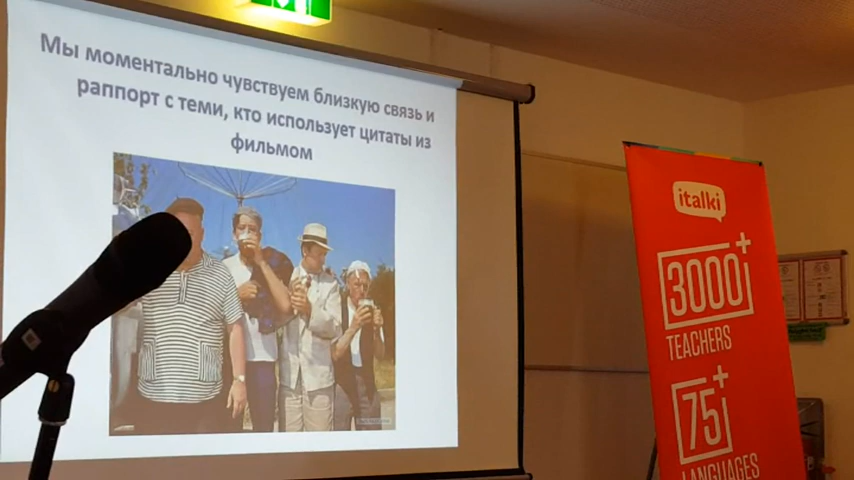 Мы моментально чувствуем близкую связь и
раппорт с теми, кто использует цитаты из
фильмом
italki
3000+
TEACHERS
75+
LANGUAGES